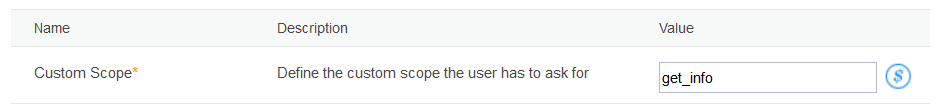 Name Description Value
Custom Scope* Define the custom scope the user has to ask for get_info $